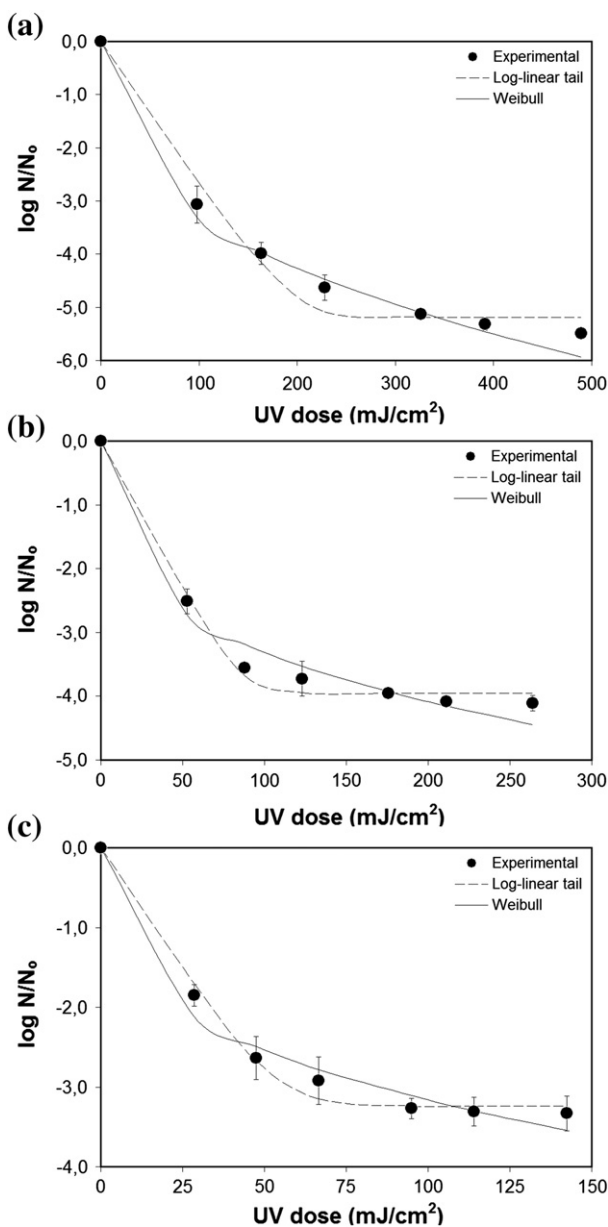 (a)
0,0
-1,0
-2,0
-3,0
-4,0
-5,0
-6,0
log N/Nₒ
Experimental
Log-linear tail
Weibull
0 100 200 300 400 500
UV dose (mJ/cm²)
(b)
0,0
-1,0
-2,0
-3,0
-4,0
-5,0
log N/Nₒ
Experimental
Log-linear tail
Weibull
0 50 100 150 200 250 300
UV dose (mJ/cm²)
(c)
0,0
-1,0
-2,0
-3,0
-4,0
log N/Nₒ
Experimental
Log-linear tail
Weibull
0 25 50 75 100 125 150
UV dose (mJ/cm²)